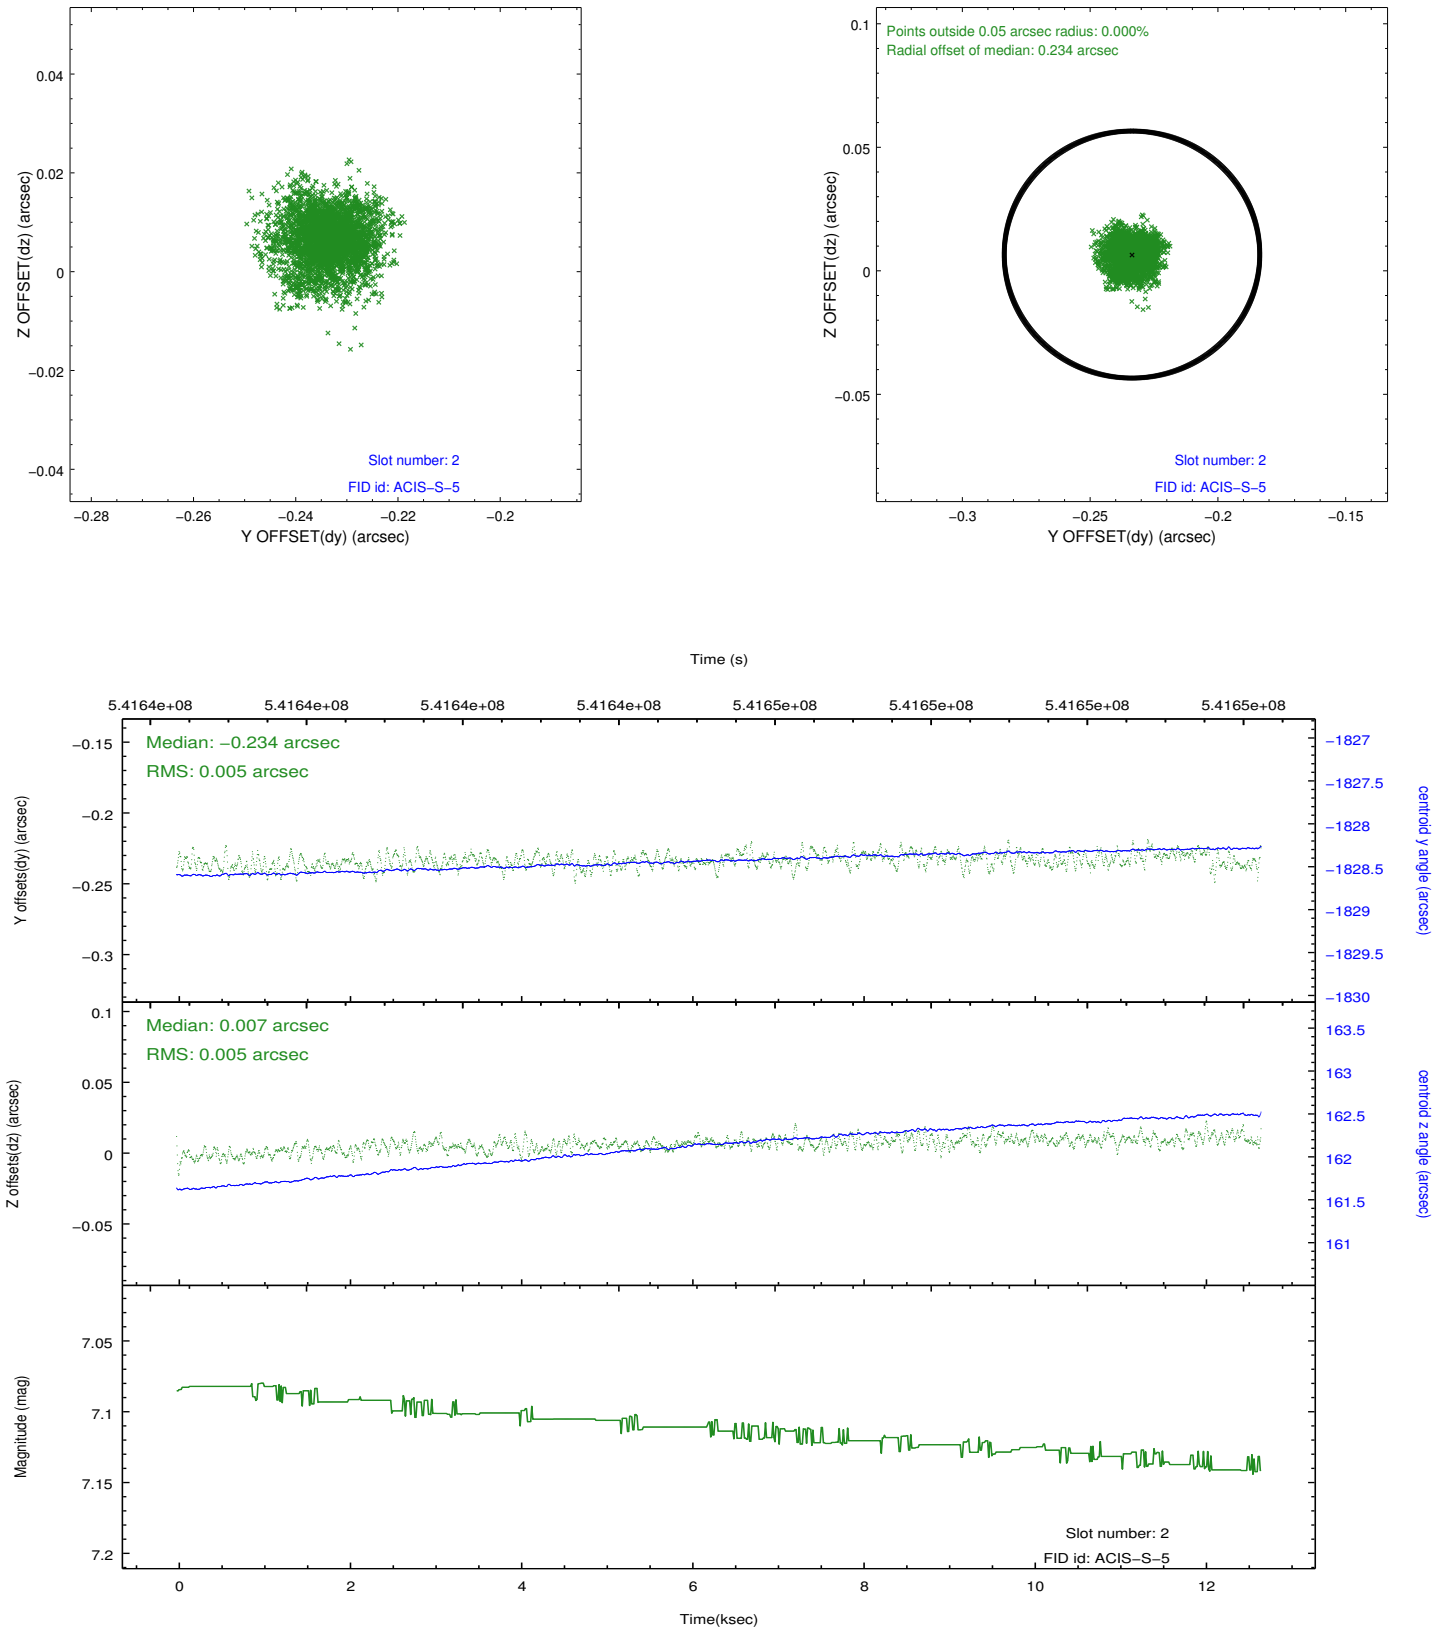 0.04
0.02
0
−0.02
−0.04
Z OFFSET(dz) (arcsec)
Slot number: 2
FID id: ACIS−S−5
−0.28 −0.26 −0.24 −0.22 −0.2
Y OFFSET(dy) (arcsec)
Points outside 0.05 arcsec radius: 0.000%
Radial offset of median: 0.234 arcsec
0.1
0.05
0
−0.05
Z OFFSET(dz) (arcsec)
Slot number: 2
FID id: ACIS−S−5
−0.3 −0.25 −0.2 −0.15
Y OFFSET(dy) (arcsec)
Time (s)
5.4164e+08 5.4164e+08 5.4164e+08 5.4164e+08 5.4165e+08 5.4165e+08 5.4165e+08 5.4165e+08
Median: −0.234 arcsec
RMS: 0.005 arcsec
−0.15
−0.2
−0.25
−0.3
Y offsets(dy) (arcsec)
−1827
−1827.5
−1828
−1828.5
−1829
−1829.5
−1830
centroid y angle (arcsec)
Median: 0.007 arcsec
RMS: 0.005 arcsec
0.1
0.05
0
−0.05
Z offsets(dz) (arcsec)
163.5
163
162.5
162
161.5
161
centroid z angle (arcsec)
7.05
7.1
7.15
7.2
Magnitude (mag)
Slot number: 2
FID id: ACIS−S−5
0 2 4 6 8 10 12
Time(ksec)